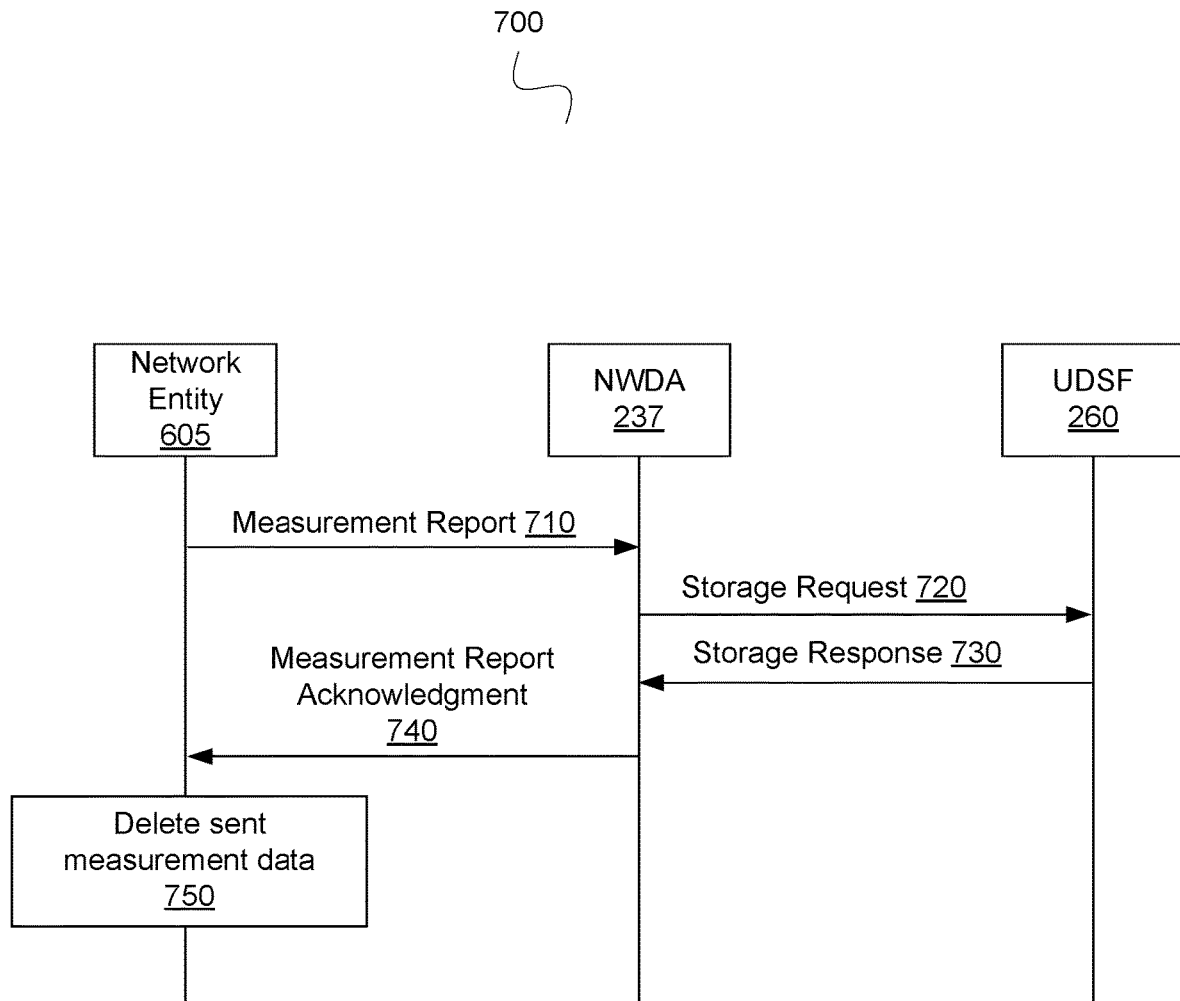 700
Network
Entity
605
NWDA
237
UDSF
260
Measurement Report 710
Storage Request 720
Storage Response 730
Measurement Report
Acknowledgment
740
Delete sent
measurement data
750